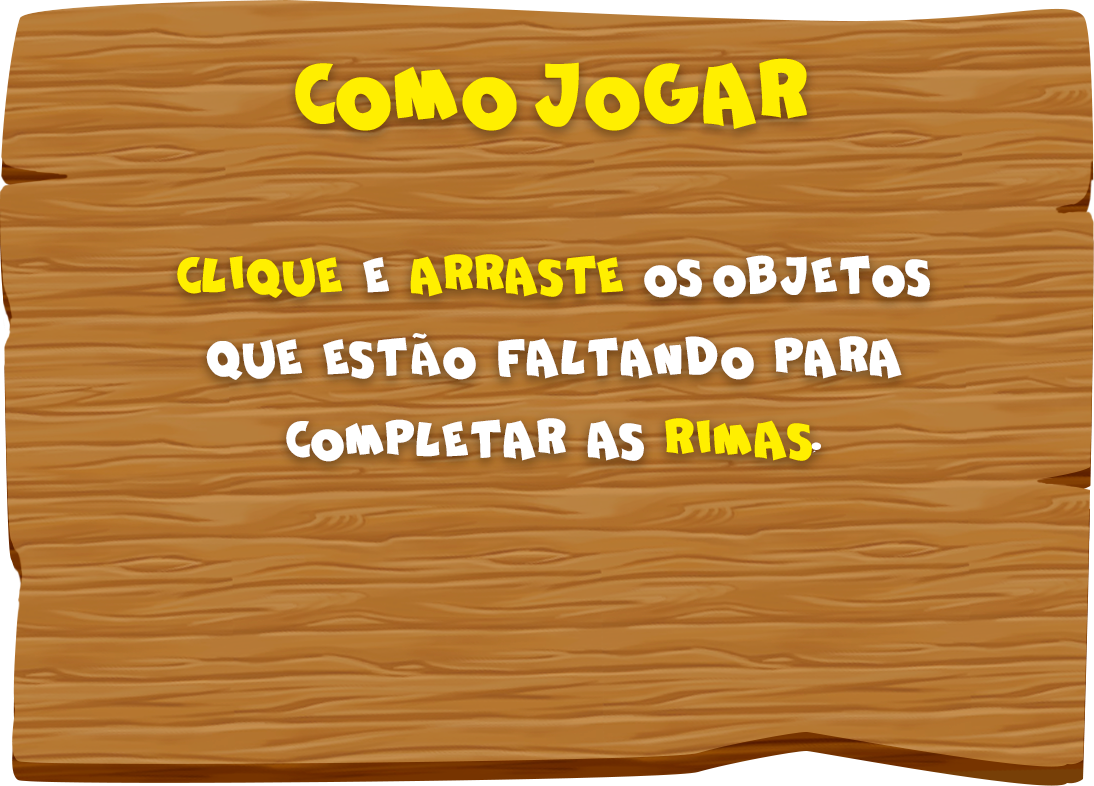 COMO JOGAR
CLIQUE E ARRASTE OS OBJETOS
QUE ESTÃO FALTANDO PARA
COMPLETAR AS RIMAS.